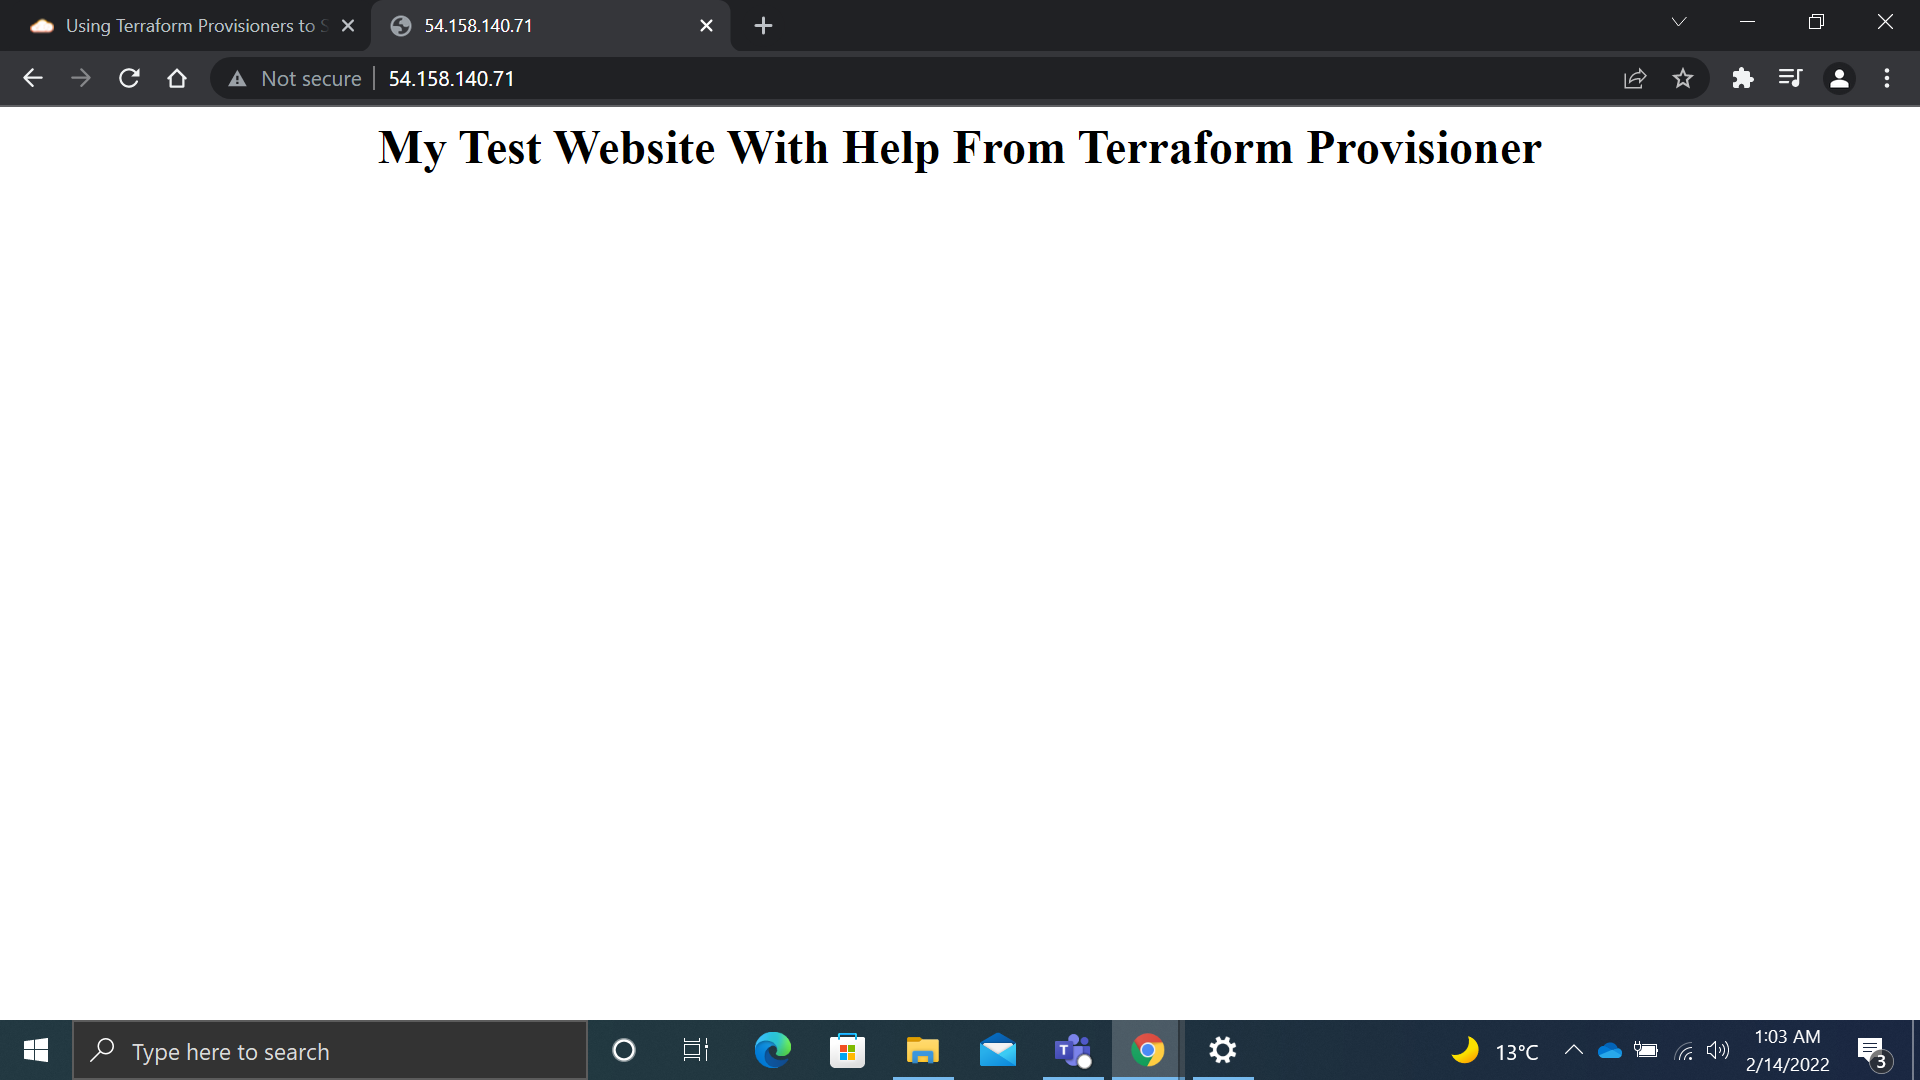 Using Terraform Provisioners to S
54.158.140.71
Not secure
54.158.140.71
My Test Website With Help From Terraform Provisioner
Type here to search
T
13°C
1:03 AM
2/14/2022
3